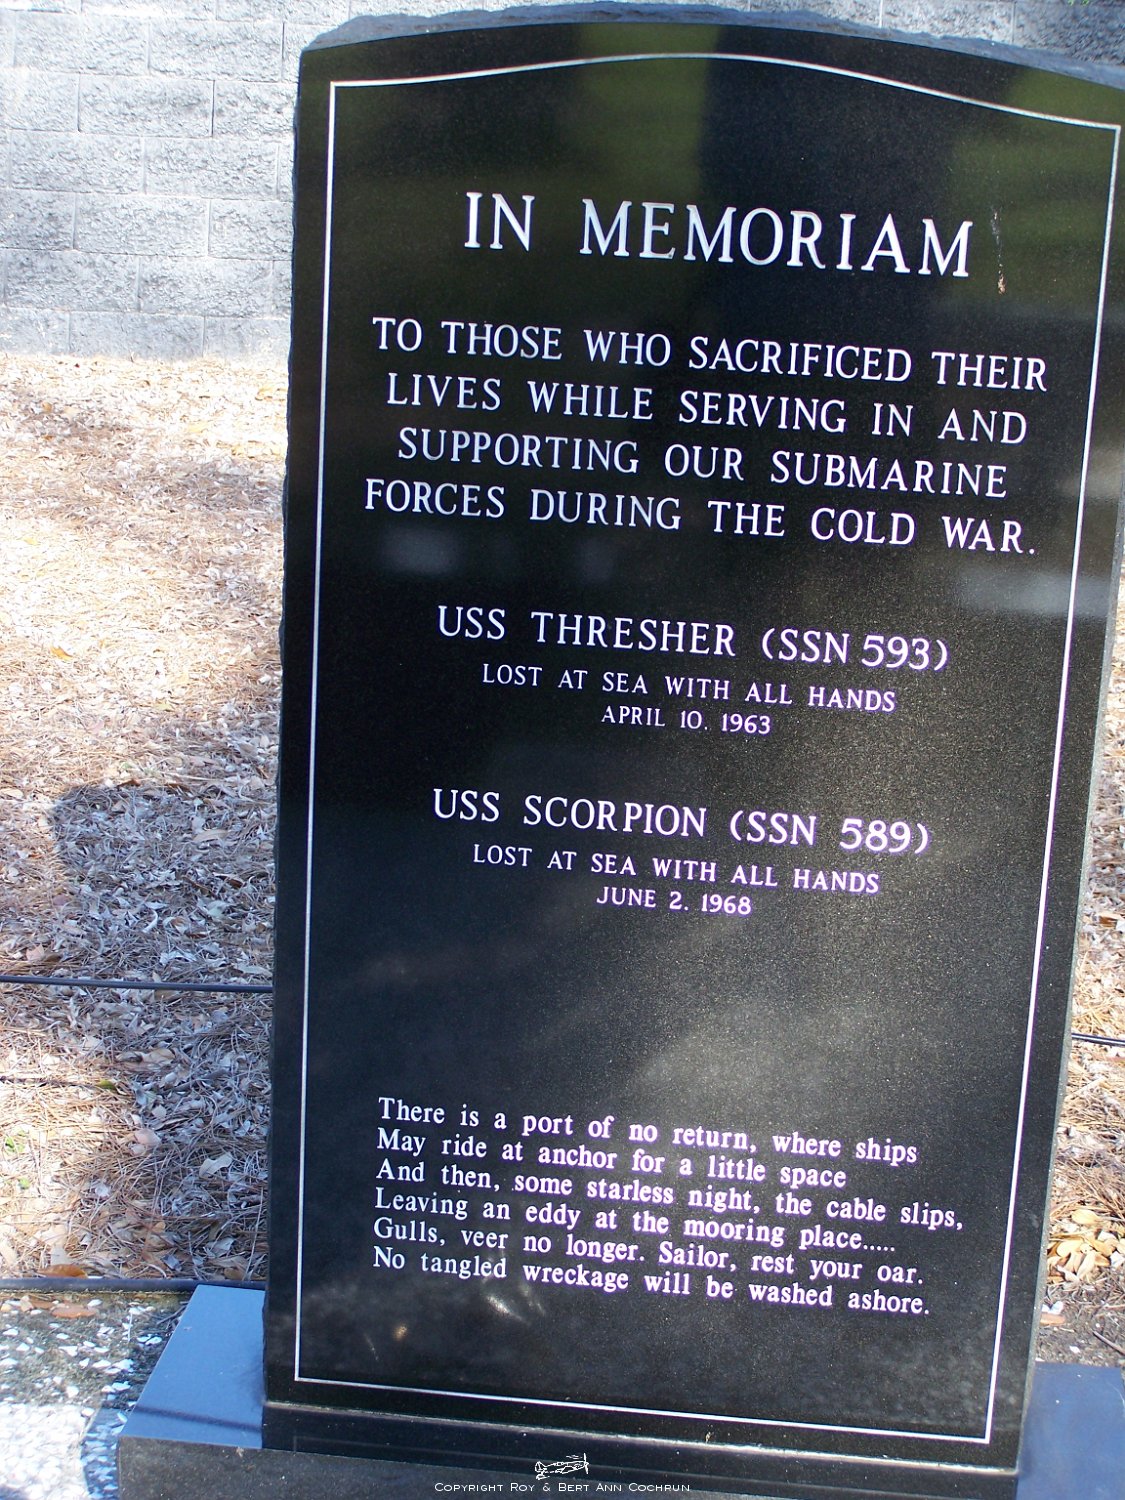 IN MEMORIAM
TO THOSE WHO SACRIFICED THEIR
LIVES WHILE SERVING IN AND
SUPPORTING OUR SUBMARINE
FORCES DURING THE COLD WAR.
USS THRESHER (SSN 593)
LOST AT SEA WITH ALL HANDS
APRIL 10. 1963
USS SCORPION (SSN 589)
LOST AT SEA WITH ALL HANDS
JUNE 2. 1968
There is a port of no return, where ships
May ride at anchor for a little space
And then, some starless night, the cable slips,
Leaving an eddy at the mooring place.....
Gulls, veer no longer. Sailor, rest your oar.
No tangled wreckage will be washed ashore.
COPYRIGHT ROY & BERT ANN COCHRUN